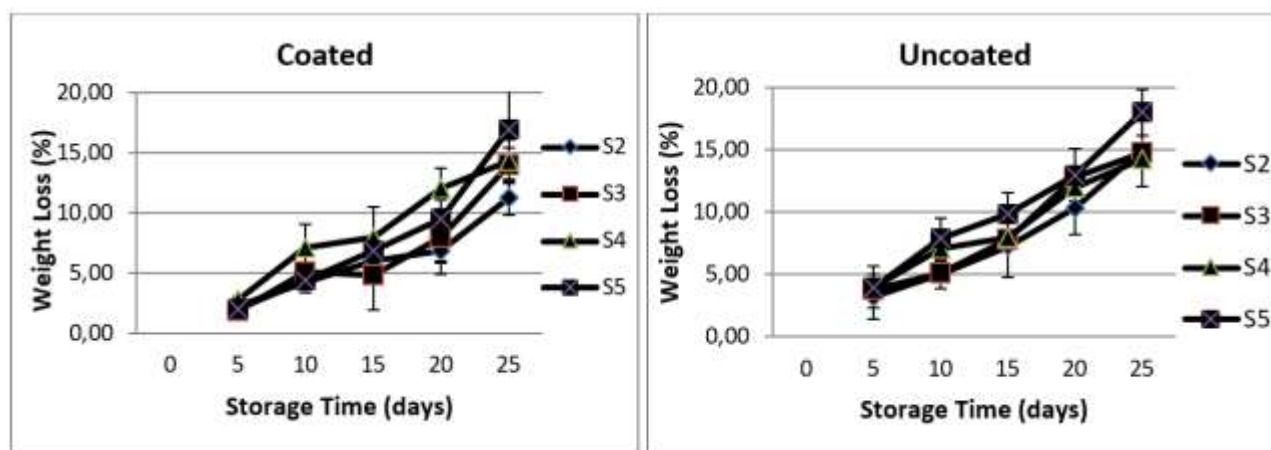 Coated
20,00
15,00
10,00
5,00
0,00
Weight Loss (%)
0 5 10 15 20 25
Storage Time (days)
S2
S3
S4
S5
Uncoated
20,00
15,00
10,00
5,00
0,00
Weight Loss (%)
0 5 10 15 20 25
Storage Time (days)
S2
S3
S4
S5